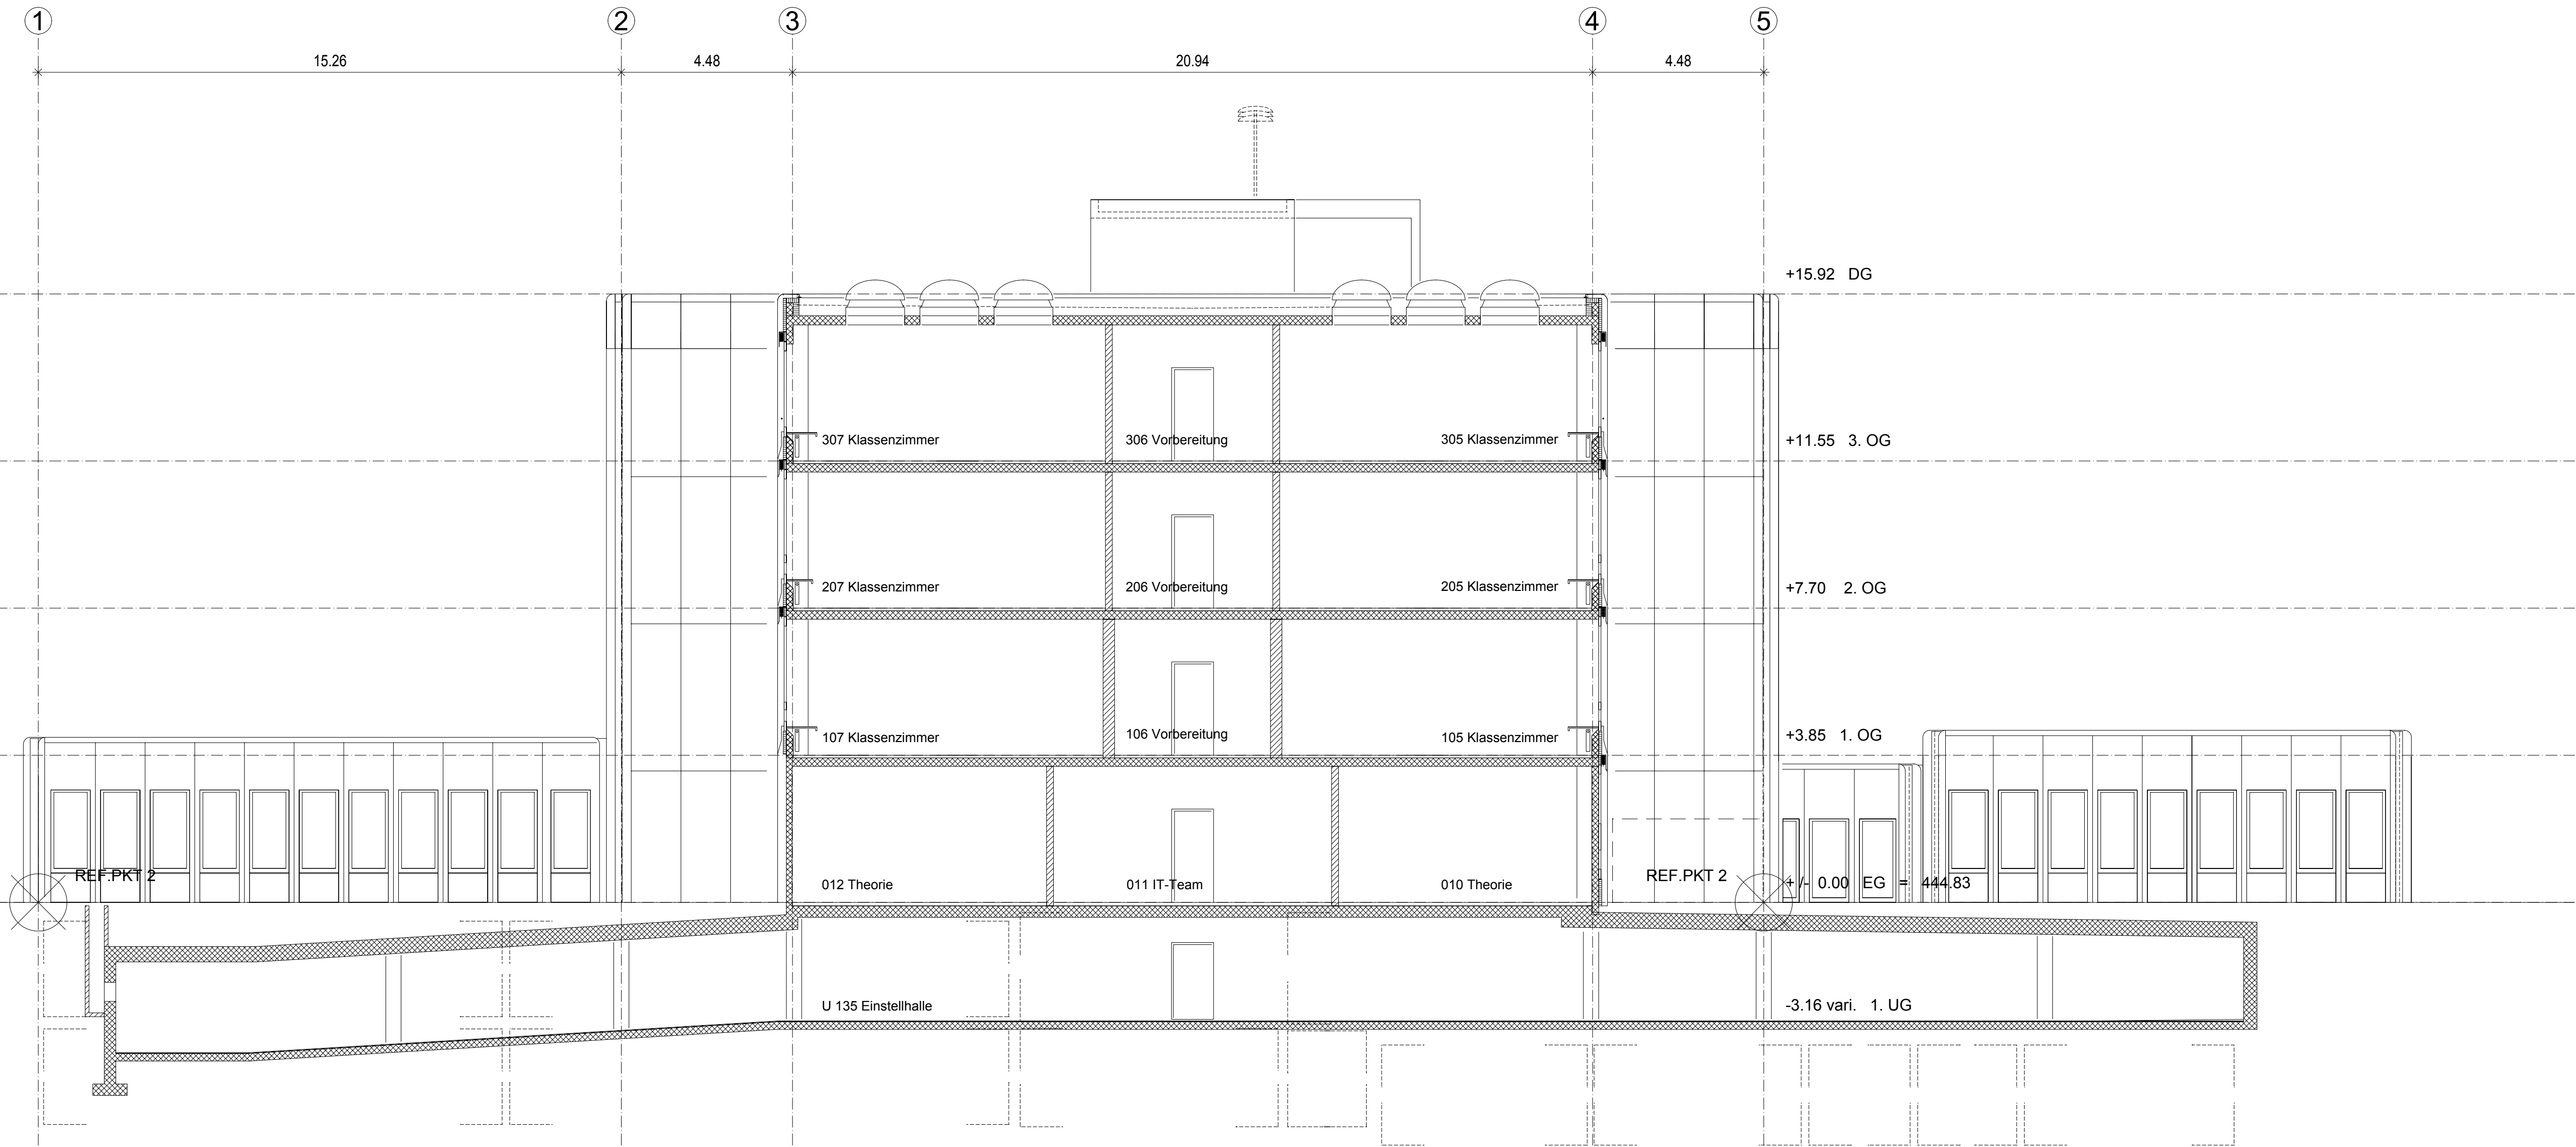 1 2 3 4 5
15.26 4.48 20.94 4.48
+15.92 DG
307 Klassenzimmer 306 Vorbereitung 305 Klassenzimmer +11.55 3. OG
207 Klassenzimmer 206 Vorbereitung 205 Klassenzimmer +7.70 2. OG
107 Klassenzimmer 106 Vorbereitung 105 Klassenzimmer +3.85 1. OG
REF.PKT 2 REF.PKT 2
012 Theorie 011 IT-Team 010 Theorie +/- 0.00 EG = 444.83
U 135 Einstellhalle -3.16 vari. 1. UG